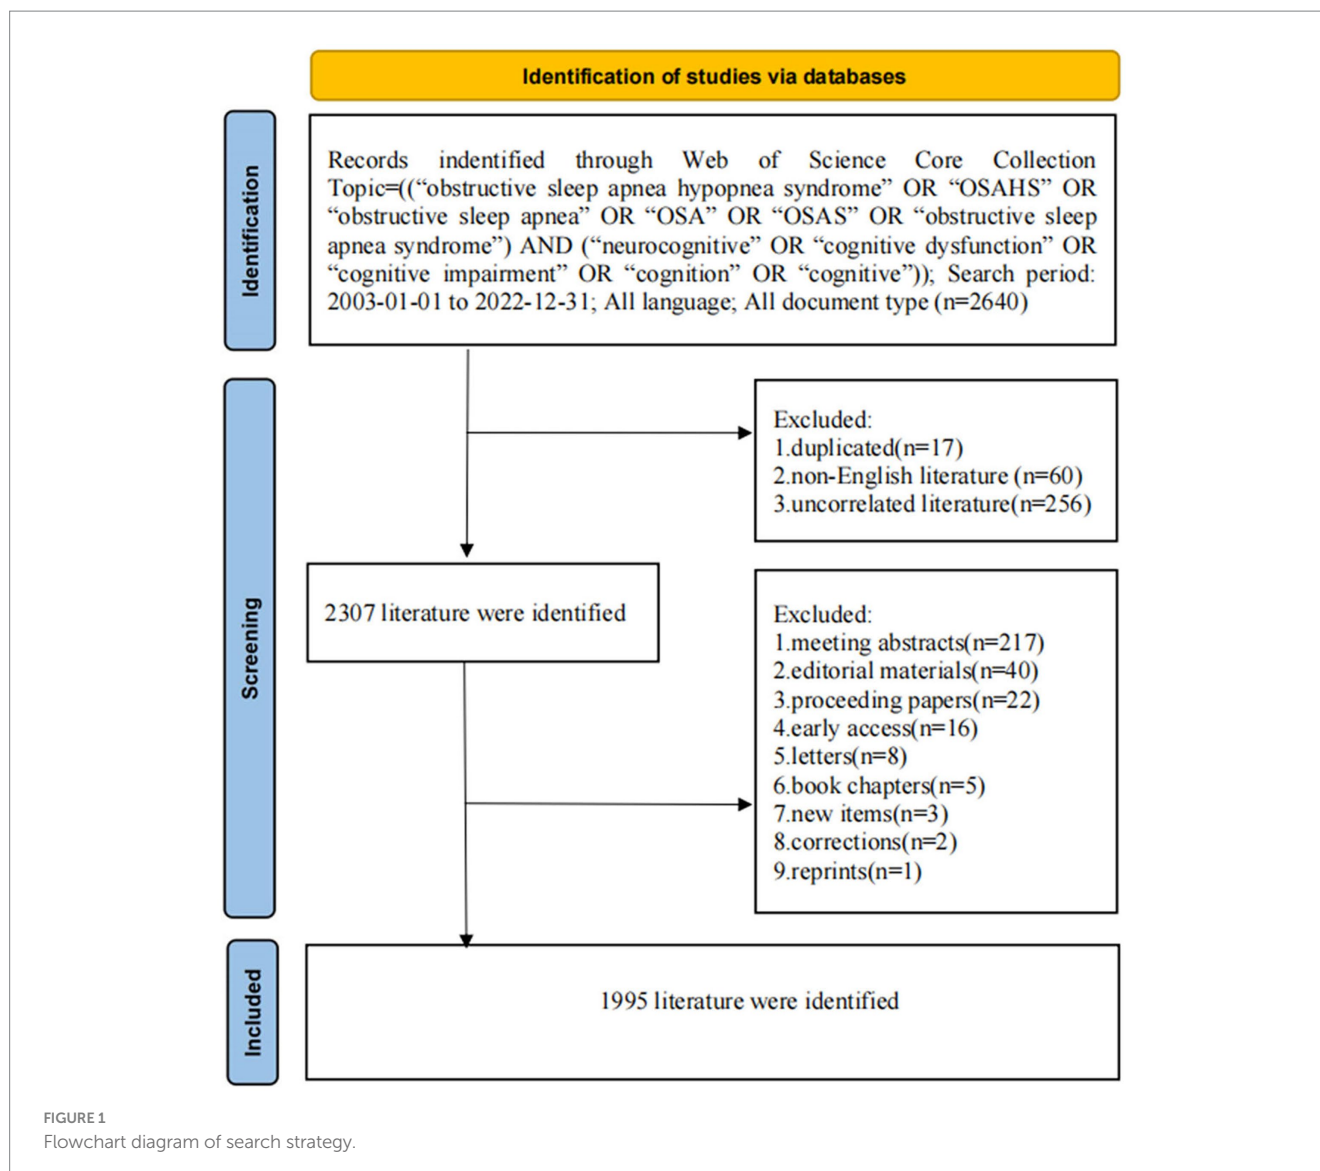 Identification of studies via databases
Identification
Records indentified through Web of Science Core Collection
Topic=((“obstructive sleep apnea hypopnea syndrome” OR “OSAHS” OR
“obstructive sleep apnea” OR “OSA” OR “OSAS” OR “obstructive sleep
apnea syndrome”) AND (“neurocognitive” OR “cognitive dysfunction” OR
“cognitive impairment” OR “cognition” OR “cognitive”)); Search period:
2003-01-01 to 2022-12-31; All language; All document type (n=2640)
Screening
Excluded:
1.duplicated(n=17)
2.non-English literature (n=60)
3.uncorrelated literature(n=256)
2307 literature were identified
Excluded:
1.meeting abstracts(n=217)
2.editorial materials(n=40)
3.proceeding papers(n=22)
4.early access(n=16)
5.letters(n=8)
6.book chapters(n=5)
7.new items(n=3)
8.corrections(n=2)
9.reprints(n=1)
Included
1995 literature were identified
FIGURE 1
Flowchart diagram of search strategy.